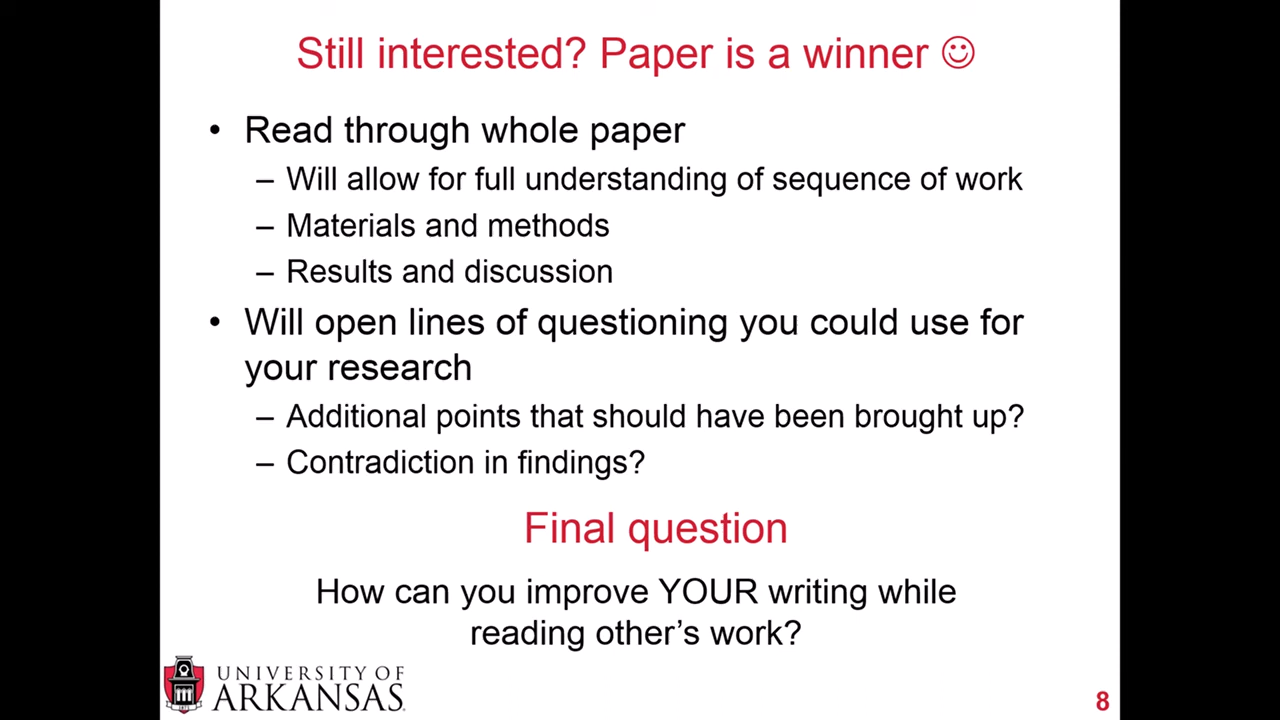 Still interested? Paper is a winner ☺
• Read through whole paper
– Will allow for full understanding of sequence of work
– Materials and methods
– Results and discussion
• Will open lines of questioning you could use for
your research
– Additional points that should have been brought up?
– Contradiction in findings?
Final question
How can you improve YOUR writing while
reading other’s work?
UNIVERSITY OF
ARKANSAS
8